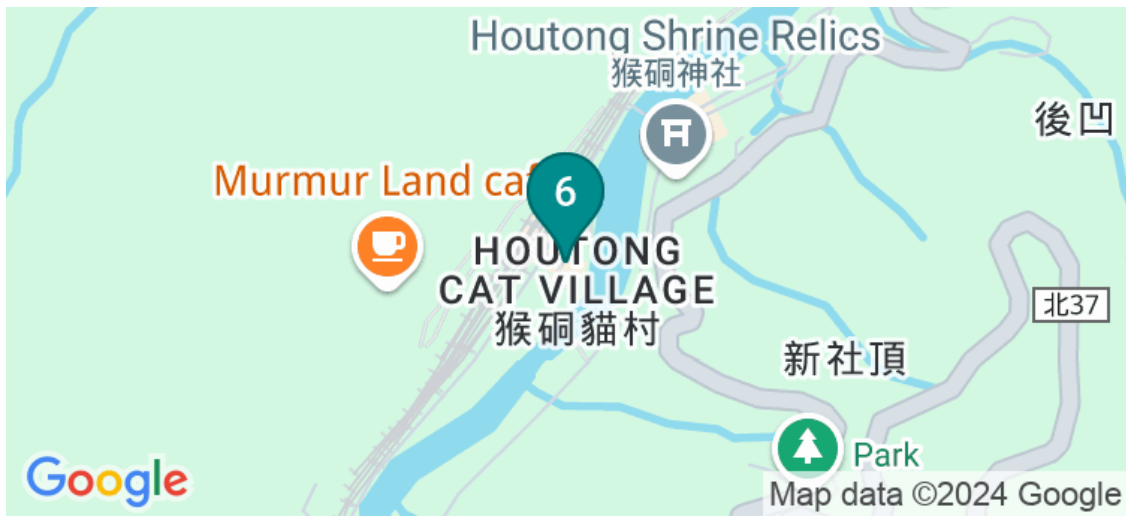 Houtong Shrine Relics
猴硐神社
後凹
Murmur Land
6
HOUTONG
CAT VILLAGE
猴硐貓村
北37
新社頂
Park
Google
Map data ©2024 Google